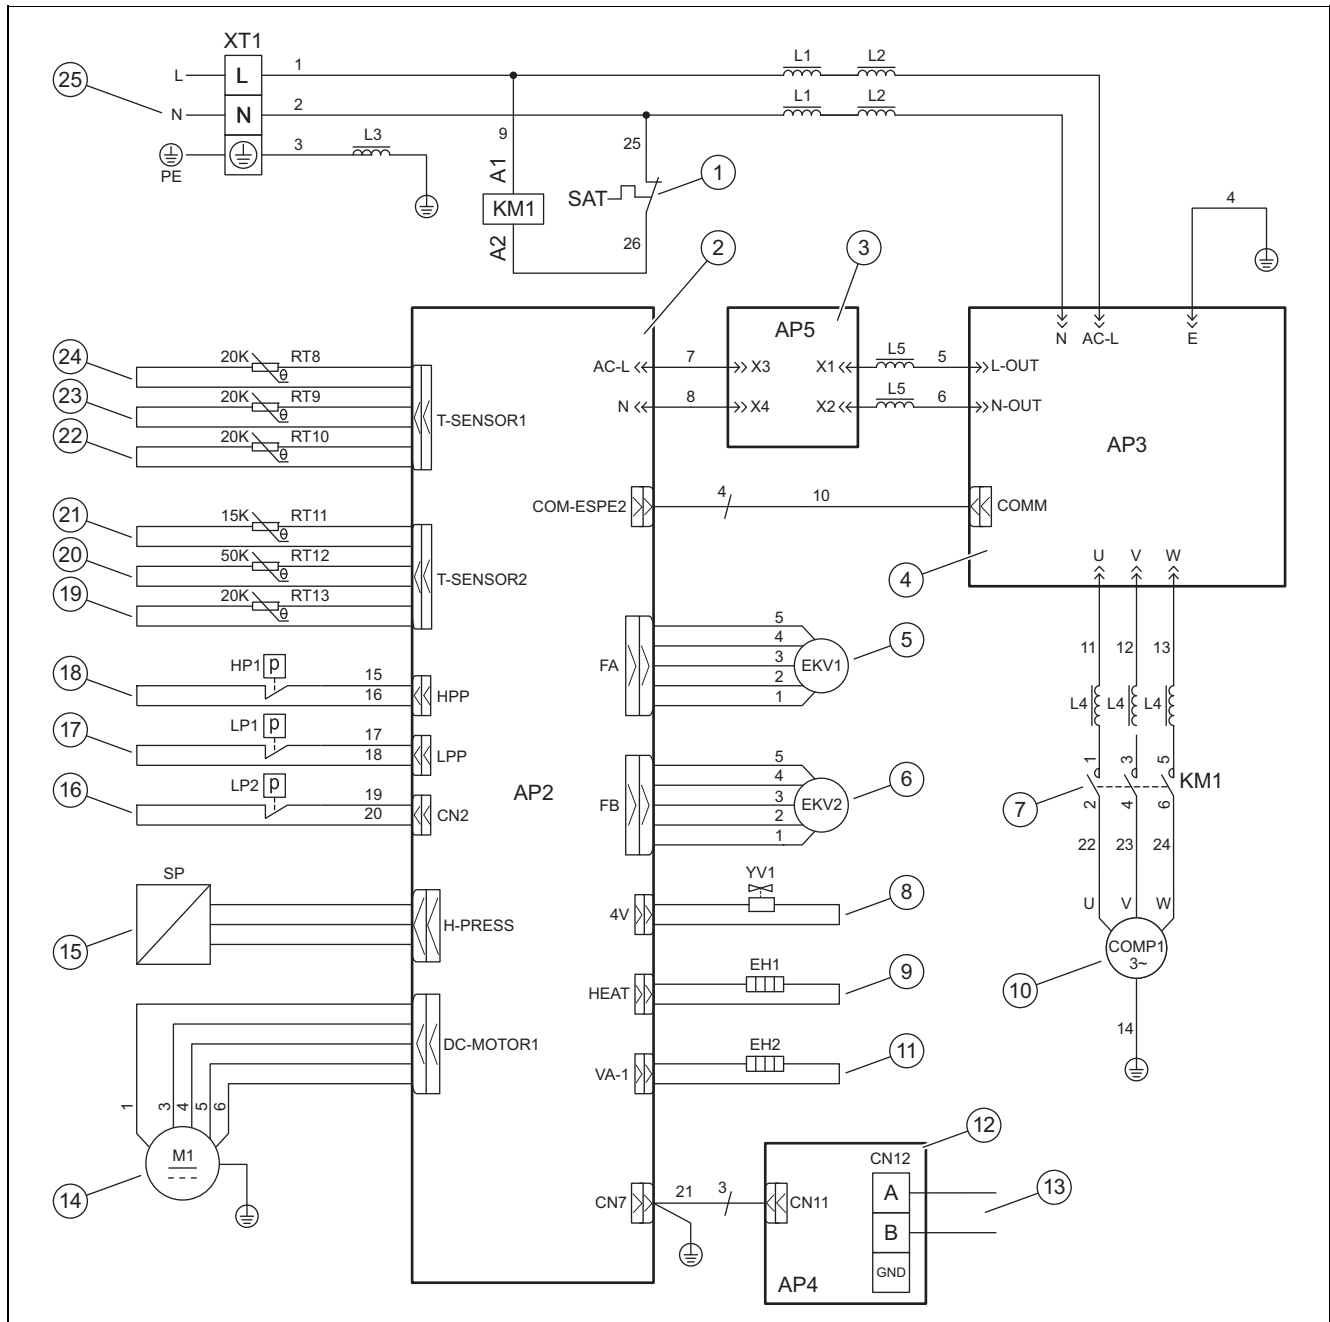 XT1
L L 1 L1 L2
25
N N 2 L1 L2
9 25
3 L3
PE
A1 SAT 1
KM1
A2 26
4
2 3
AP5 N AC-L E
24 20K RT8 θ
AC-L 7 X3 X1 L5 5 L-OUT
23 20K RT9 θ T-SENSOR1
N 8 X4 X2 L5 6 N-OUT
22 20K RT10 θ
AP3
COM-ESPE2 4 10 COMM
21 15K RT11 θ
20 50K RT12 θ T-SENSOR2
19 20K RT13 θ
4
U V W
FA 5 4 3 2 1 EKV1 5
11 12 13
18 HP1 p 15 16 HPP
L4 L4 L4
17 LP1 p 17 18 LPP
16 LP2 p 19 20 CN2
AP2
FB 5 4 3 2 1 EKV2 6
1 3 5
7 KM1
2 4 6
22 23 24
SP
15 H-PRESS
4V YV1 8
U V W
COMP1
3~
10
14
HEAT EH1 9
DC-MOTOR1
VA-1 EH2 11
1 3 4 5 6
M1
14
12
CN12
CN7 21 3 CN11
A
B
GND
13
AP4